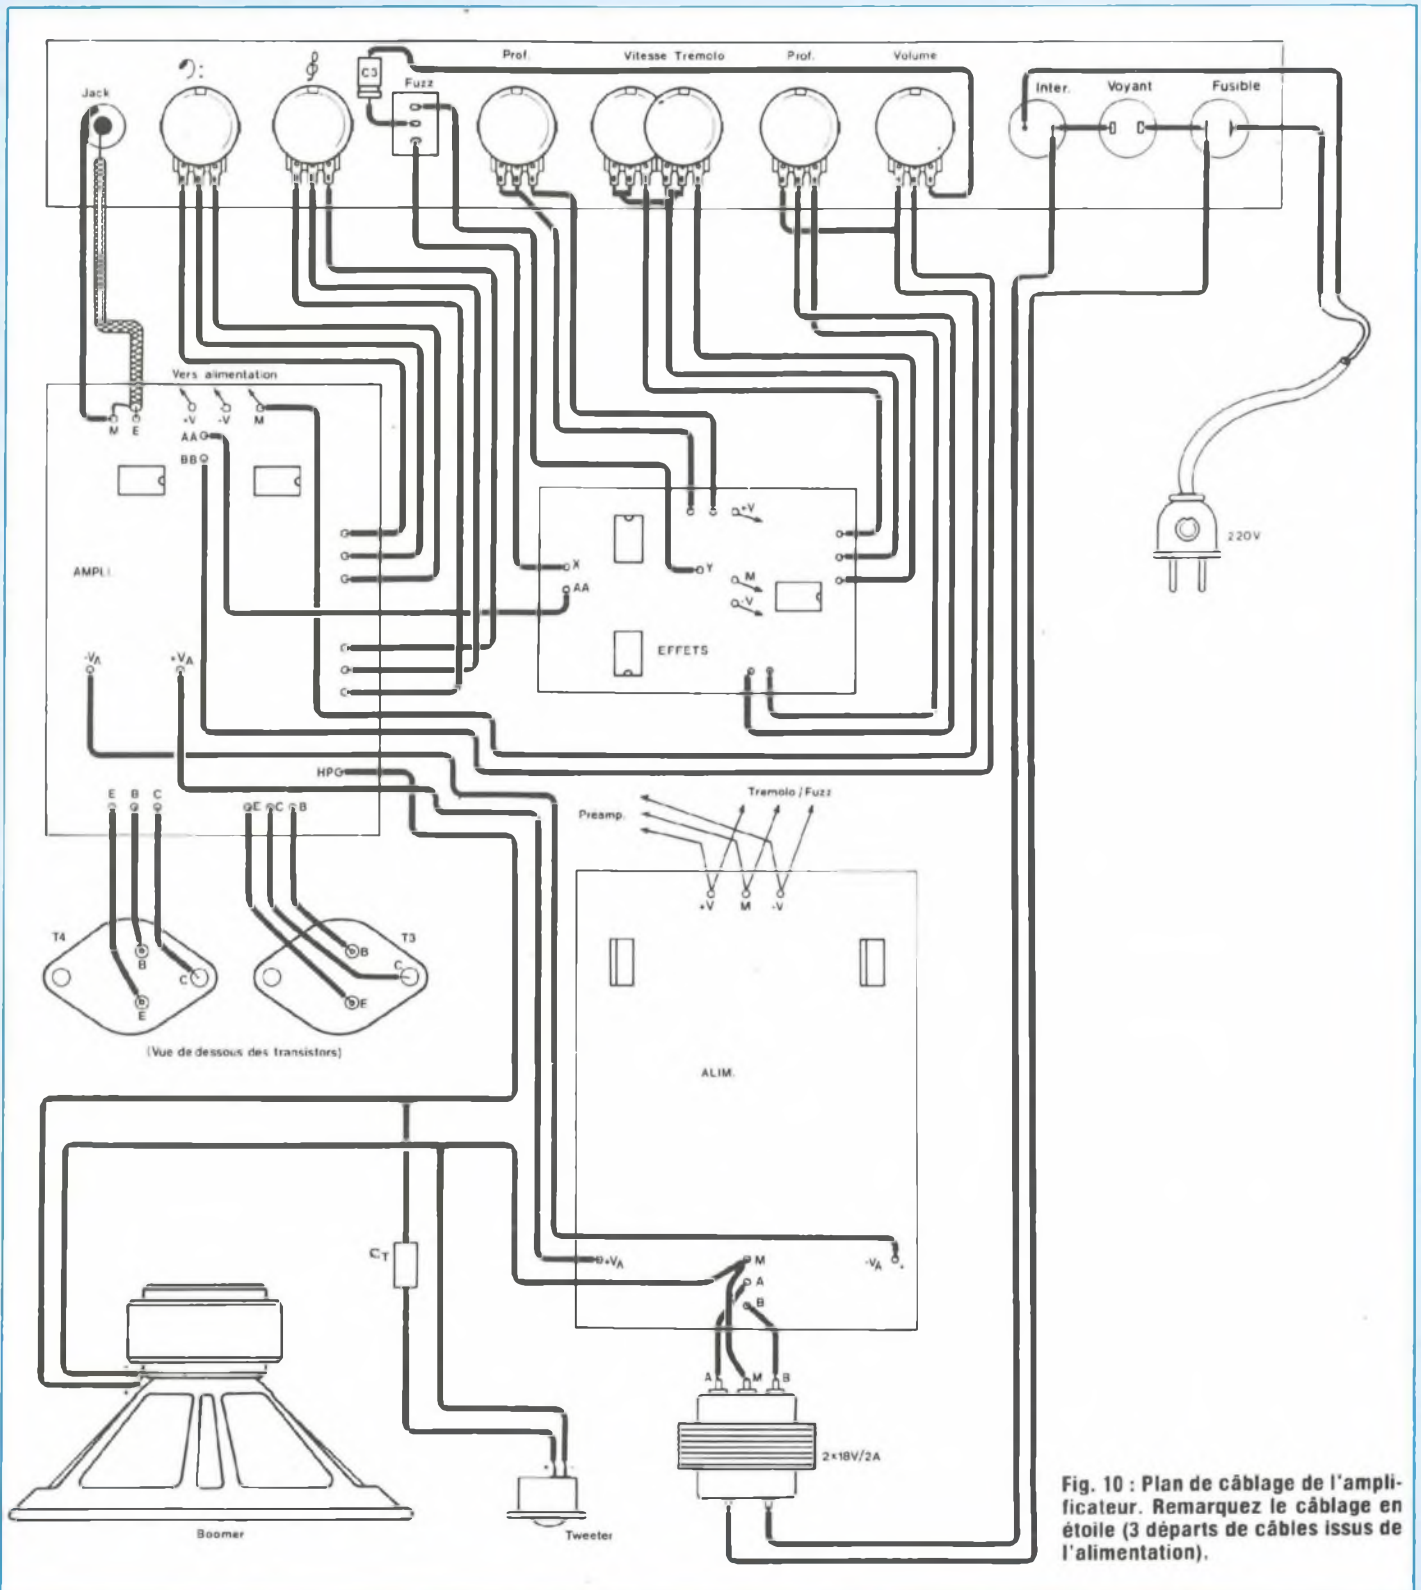 Prof.
Vitesse Tremolo
Prof.
Volume
C3
Fuzz
Jack
Inter.
Voyant
Fusible
Vers alimentation
+V
-V
M
M
E
AA
BB
220V
+V
AMPLI.
X
Y
M
AA
-V
EFFETS
-VA
+VA
HP
E B C
E C B
Tremolo / Fuzz
Préamp.
+V
M
-V
T4
T3
B
B
C
C
E
E
(Vue de dessous des transistors)
ALIM.
CT
+VA
M
-VA
A
B
A
M
B
2×18V/2A
Boomer
Tweeter
Fig. 10 : Plan de câblage de l'ampli-
ficateur. Remarquez le câblage en
étoile (3 départs de câbles issus de
l'alimentation).